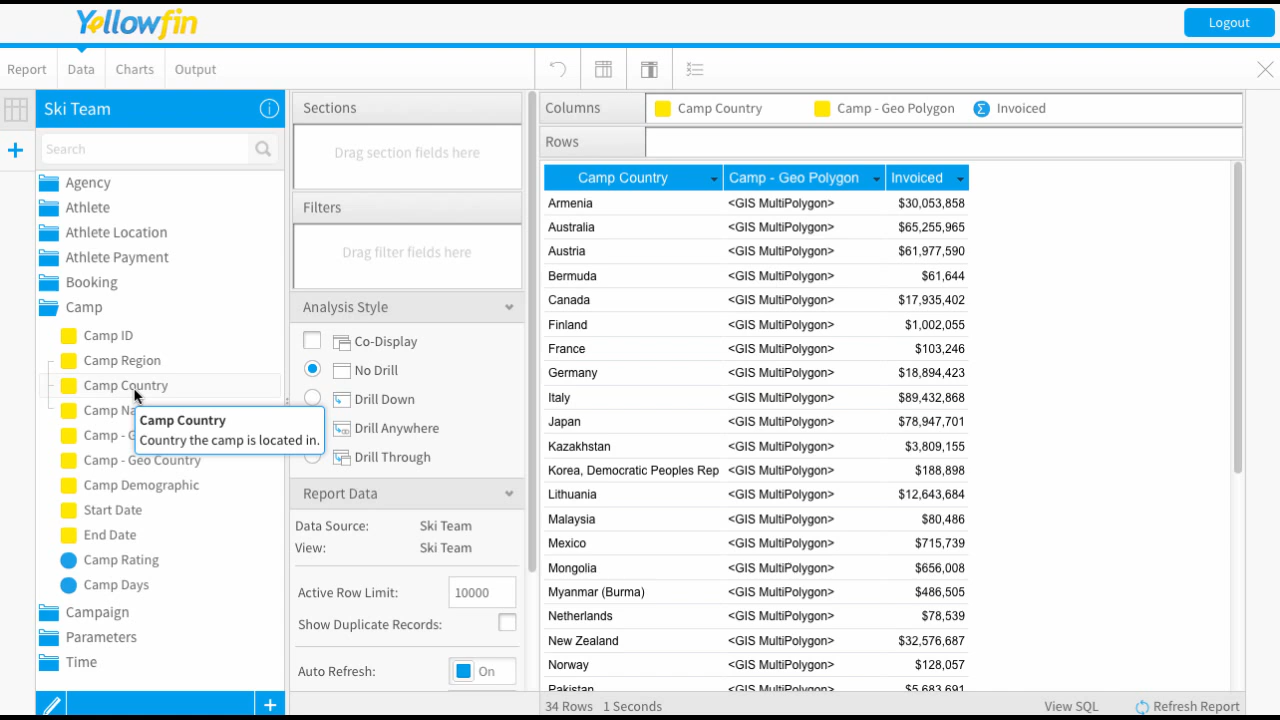 Yellowfin
Logout
Report Data Charts Output
Ski Team
Search
Agency
Athlete
Athlete Location
Athlete Payment
Booking
Camp
Camp ID
Camp Region
Camp Country
Camp Na
Camp - G
Camp - Geo Country
Camp Demographic
Start Date
End Date
Camp Rating
Camp Days
Campaign
Parameters
Time
Camp Country
Country the camp is located in.
Sections
Drag section fields here
Filters
Drag filter fields here
Analysis Style
Co-Display
No Drill
Drill Down
Drill Anywhere
Drill Through
Report Data
Data Source: Ski Team
View: Ski Team
Active Row Limit: 10000
Show Duplicate Records:
Auto Refresh: On
Columns Camp Country Camp - Geo Polygon Σ Invoiced
Rows
Camp Country Camp - Geo Polygon Invoiced
Armenia <GIS MultiPolygon> $30,053,858
Australia <GIS MultiPolygon> $65,255,965
Austria <GIS MultiPolygon> $61,977,590
Bermuda <GIS MultiPolygon> $61,644
Canada <GIS MultiPolygon> $17,935,402
Finland <GIS MultiPolygon> $1,002,055
France <GIS MultiPolygon> $103,246
Germany <GIS MultiPolygon> $18,894,423
Italy <GIS MultiPolygon> $89,432,868
Japan <GIS MultiPolygon> $78,947,701
Kazakhstan <GIS MultiPolygon> $3,809,155
Korea, Democratic Peoples Rep <GIS MultiPolygon> $188,898
Lithuania <GIS MultiPolygon> $12,643,684
Malaysia <GIS MultiPolygon> $80,486
Mexico <GIS MultiPolygon> $715,739
Mongolia <GIS MultiPolygon> $656,008
Myanmar (Burma) <GIS MultiPolygon> $486,505
Netherlands <GIS MultiPolygon> $78,539
New Zealand <GIS MultiPolygon> $32,576,687
Norway <GIS MultiPolygon> $128,057
Pakistan <GIS MultiPolygon> $5,683,691
34 Rows 1 Seconds View SQL Refresh Report